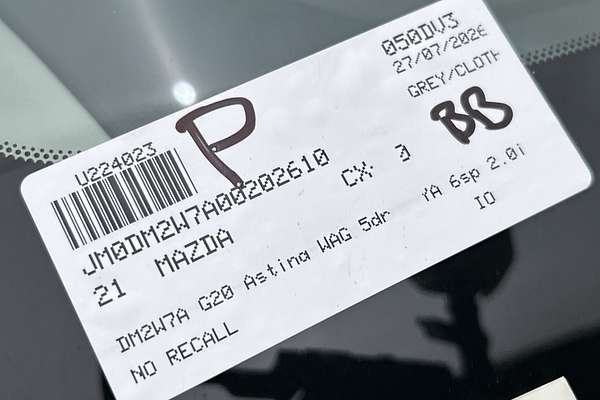 050DV3
27/07/2026
GREY/CLOTH
BB
P
U224023
JM0DM2W7A00202610
CX- 3
21 MAZDA
DM2W7A G20 Astina WAG 5dr YA 6sp 2.0i
IO
NO RECALL